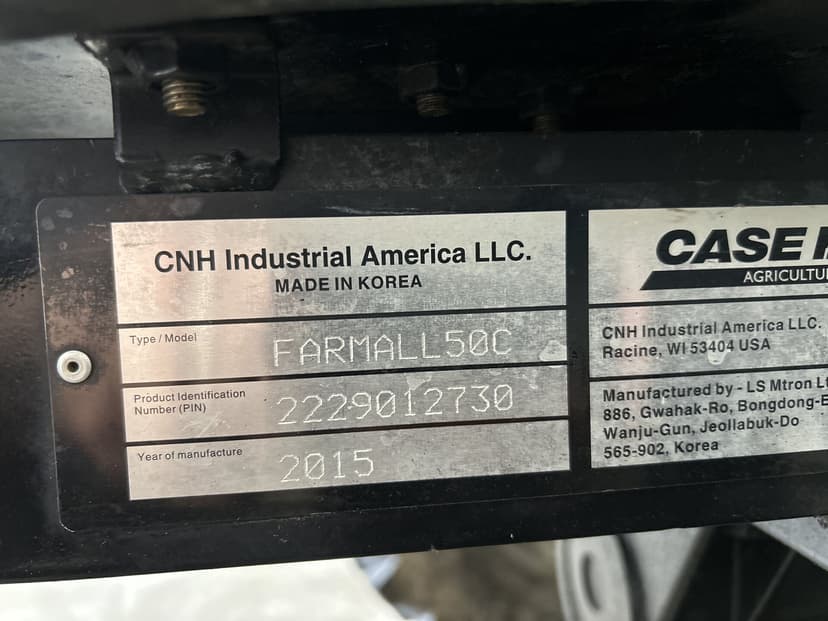 CNH Industrial America LLC.
MADE IN KOREA
Type / Model FARMALL50C
Product Identification
Number (PIN) 2229012730
Year of manufacture 2015
CASE
AGRICULTU
CNH Industrial America LLC.
Racine, WI 53404 USA
Manufactured by - LS Mtron L
886, Gwahak-Ro, Bongdong-E
Wanju-Gun, Jeollabuk-Do
565-902, Korea